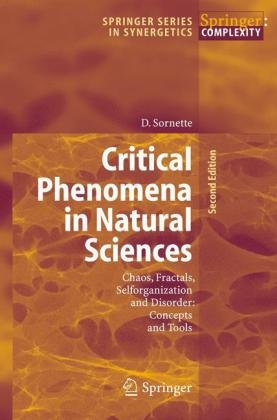 SPRINGER SERIES
IN SYNERGETICS
Springer:
COMPLEXITY
D. Sornette
Critical
Phenomena
in Natural
Sciences
Second Edition
Chaos, Fractals,
Selforganization
and Disorder:
Concepts
and Tools
Springer